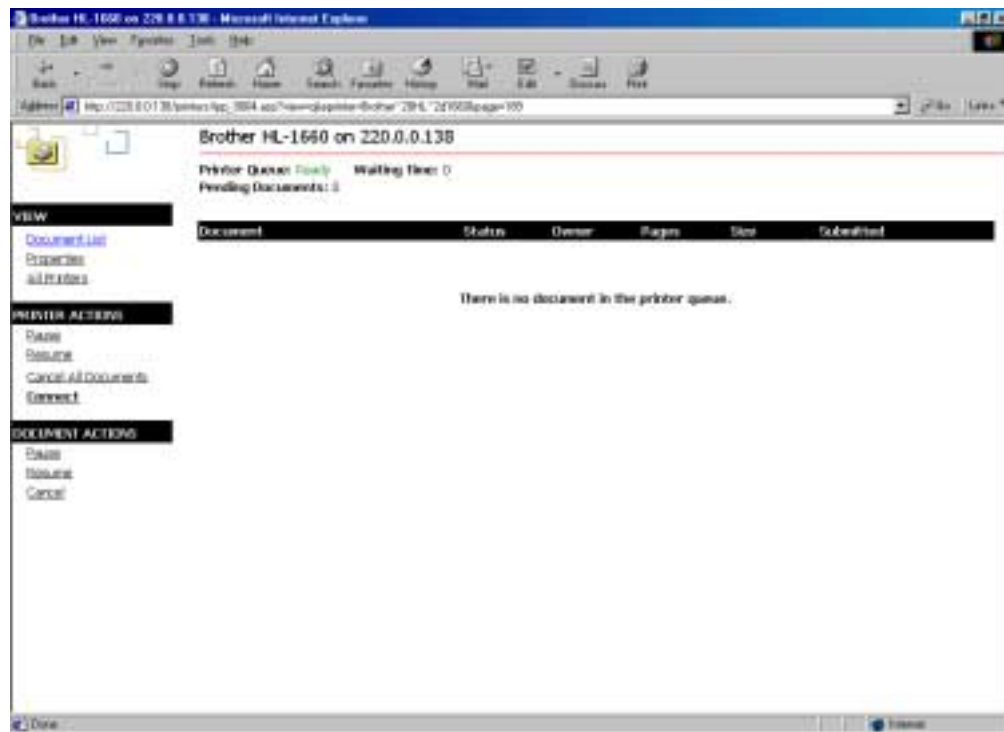 Brother HL-1660 on 220.0.0.138 - Microsoft Internet Explorer
File Edit View Favorites Tools Help
Back Stop Refresh Home Search Favorites History Mail Edit Discuss Print
Address
Links
Brother HL-1660 on 220.0.0.138
Printer Queue: Ready Waiting Time: 0
Pending Documents: 0
VIEW
Document List
Properties
All Printers
Document Status Owner Pages Size Submitted
There is no document in the printer queue.
PRINTER ACTIONS
Pause
Resume
Cancel All Documents
Connect
DOCUMENT ACTIONS
Pause
Resume
Cancel
Done
Internet